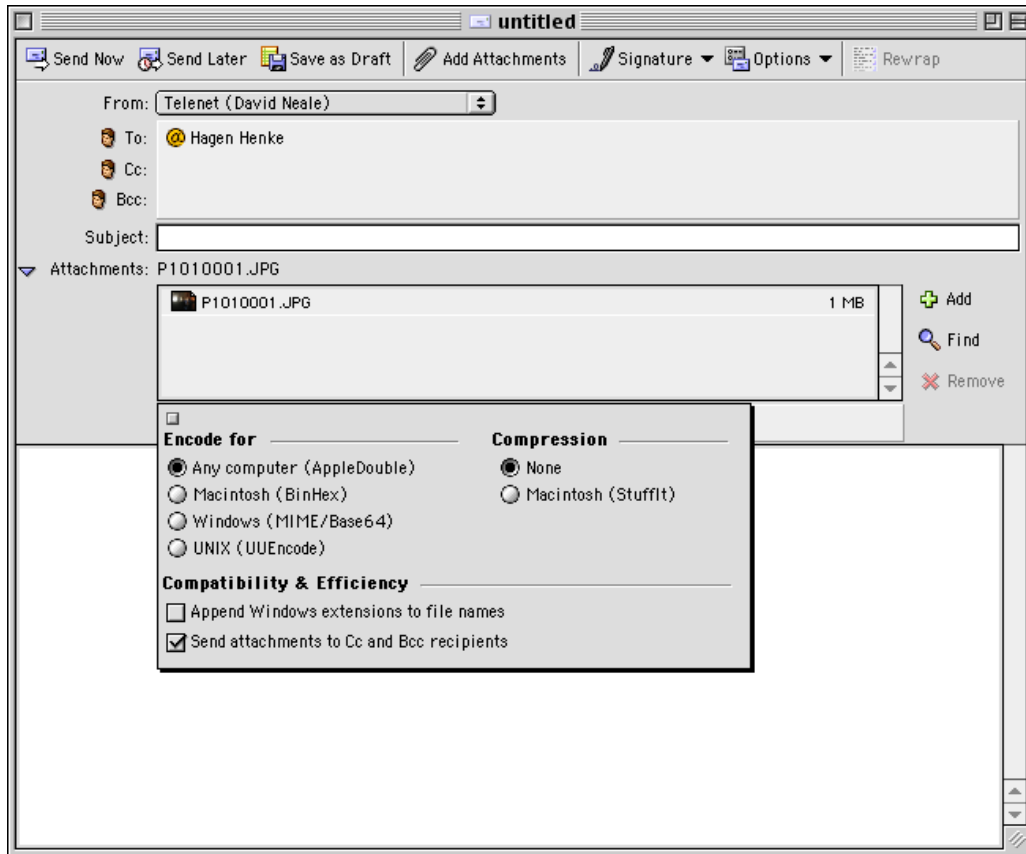 untitled
Send Now Send Later Save as Draft Add Attachments Signature Options Rewrap
From: Telenet (David Neale)
To: @ Hagen Henke
Cc:
Bcc:
Subject:
Attachments: P1010001.JPG
P1010001.JPG 1 MB Add
Find
Remove
Encode for Compression
Any computer (AppleDouble) None
Macintosh (BinHex) Macintosh (StuffIt)
Windows (MIME/Base64)
UNIX (UUEncode)
Compatibility & Efficiency
Append Windows extensions to file names
Send attachments to Cc and Bcc recipients